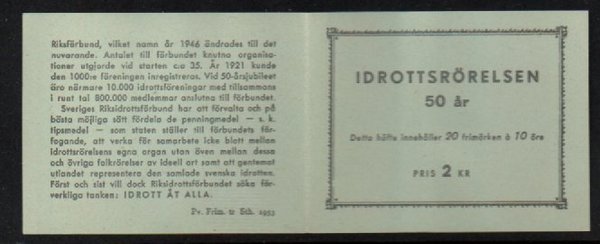 Riksförbund, vilket namn år 1946 ändrades till det
nuvarande. Antalet till förbundet knutna organisa-
tioner utgjorde vid starten c:a 35. År 1921 kunde
den 1000:e föreningen inregistreras. Vid 50-årsjubileet
äro närmare 10.000 idrottsföreningar med tillsammans
i runt tal 800.000 medlemmar anslutna till förbundet.
Sveriges Riksidrottsförbund har att förvalta och på
bästa möjliga sätt fördela de penningmedel — s. k.
tipsmedel — som staten ställer till förbundets för-
fogande, att verka för samarbete icke blott mellan
idrottsrörelsens egna organ utan även mellan dessa
och övriga folkrörelser av ideell art samt att gentemot
utlandet representera den samlade svenska idrotten.
Först och sist vill dock Riksidrottsförbundet söka för-
verkliga tanken: IDROTT ÅT ALLA.
Pv. Frim. tr Sth. 1953
IDROTTSRÖRELSEN
50 år
Detta häfte innehåller 20 frimärken à 10 öre
PRIS 2 KR